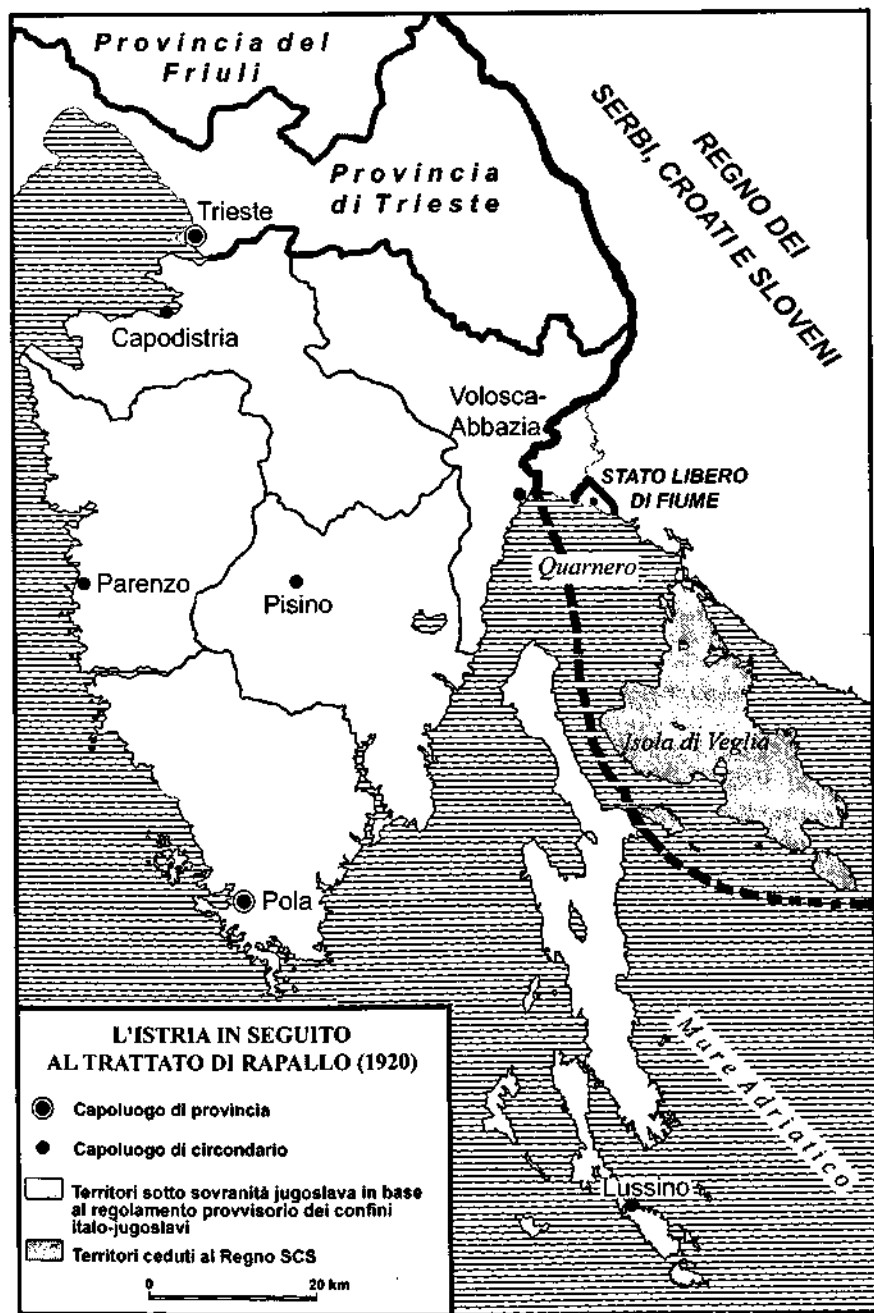 Provincia del
Friuli
REGNO DEI
SERBI, CROATI E SLOVENI
Provincia
di Trieste
Trieste
Capodistria
Volosca-
Abbazia
STATO LIBERO
DI FIUME
Quarnero
Parenzo
Pisino
Isola di Veglia
Pola
Mare Adriatico
Lussino
L'ISTRIA IN SEGUITO
AL TRATTATO DI RAPALLO (1920)
Capoluogo di provincia
Capoluogo di circondario
Territori sotto sovranità jugoslava in base
al regolamento provvisorio dei confini
italo-jugoslavi
Territori ceduti al Regno SCS
0 20 km